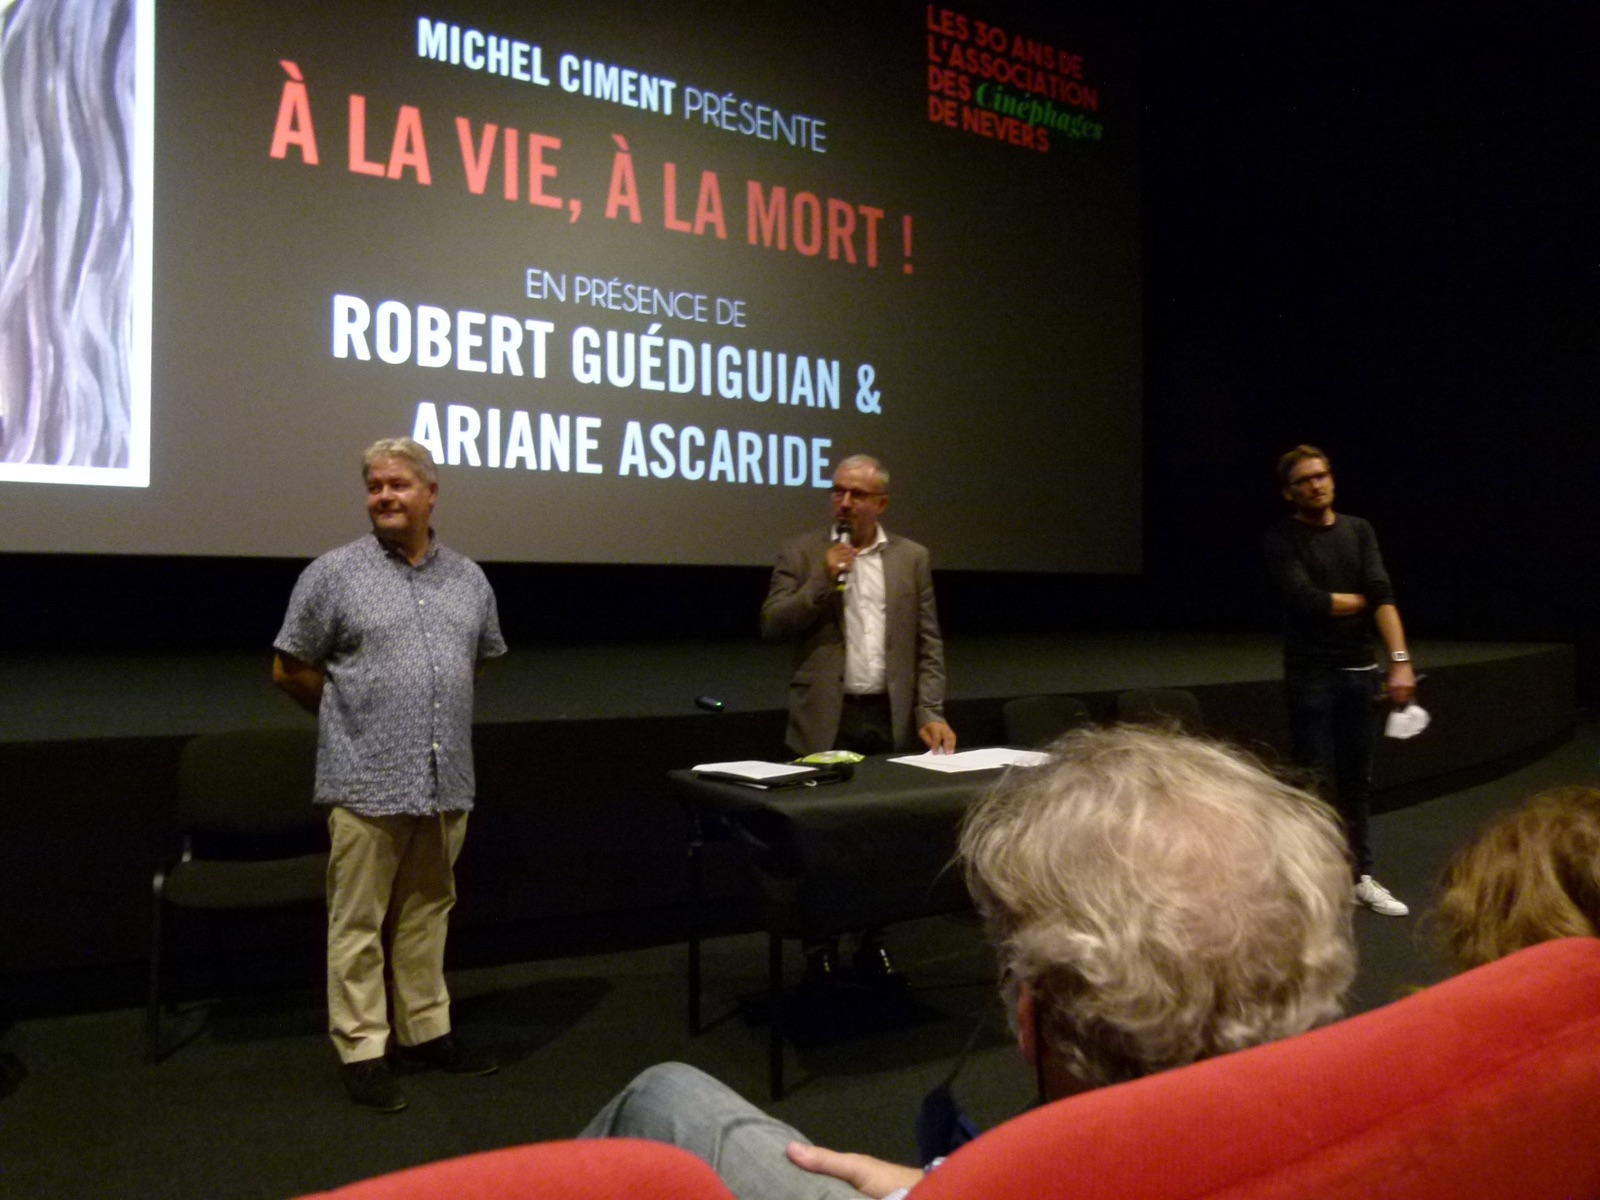 MICHEL CIMENT PRÉSENTE
À LA VIE, À LA MORT !
EN PRÉSENCE DE
ROBERT GUÉDIGUIAN &
ARIANE ASCARIDE
LES 30 ANS DE
L'ASSOCIATION
DES Cinéphages
DE NEVERS